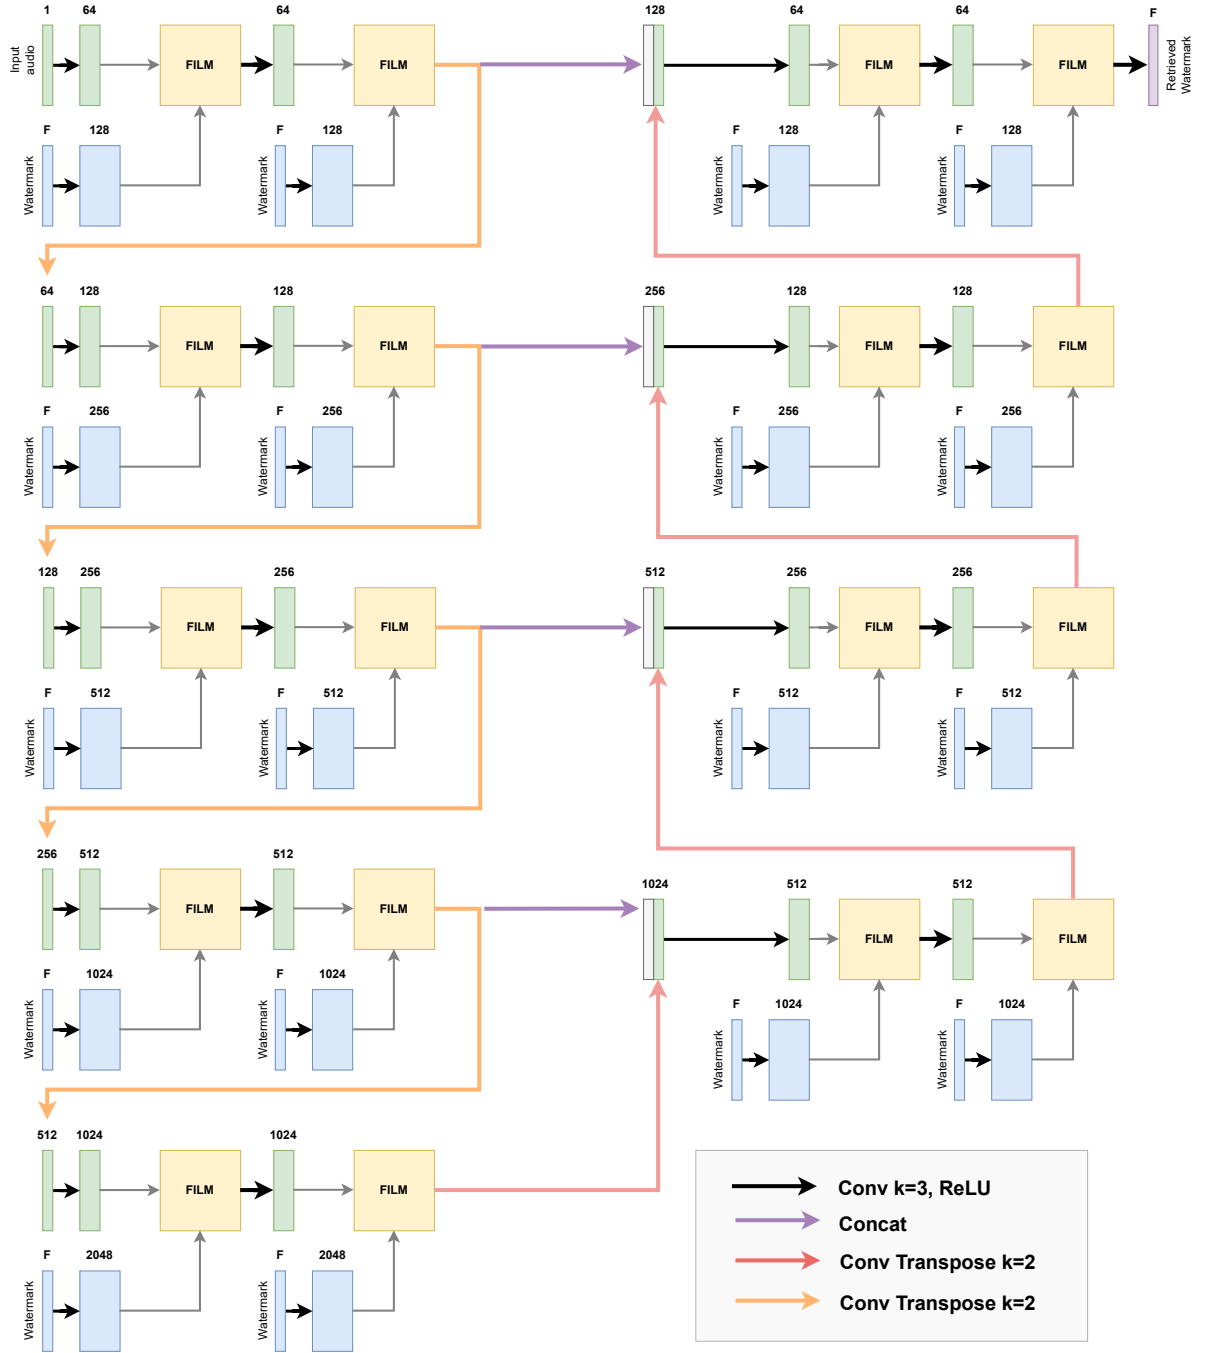 1 64 64 128 64 64 F
Input audio
FILM FILM FILM FILM
Retrieved Watermark
F 128 F 128 F 128 F 128
Watermark Watermark Watermark Watermark
64 128 128 256 128 128
FILM FILM FILM FILM
F 256 F 256 F 256 F 256
Watermark Watermark Watermark Watermark
128 256 256 512 256 256
FILM FILM FILM FILM
F 512 F 512 F 512 F 512
Watermark Watermark Watermark Watermark
256 512 512 1024 512 512
FILM FILM FILM FILM
F 1024 F 1024 F 1024 F 1024
Watermark Watermark Watermark Watermark
512 1024 1024
FILM FILM
F 2048 F 2048
Watermark Watermark
Conv k=3, ReLU
Concat
Conv Transpose k=2
Conv Transpose k=2